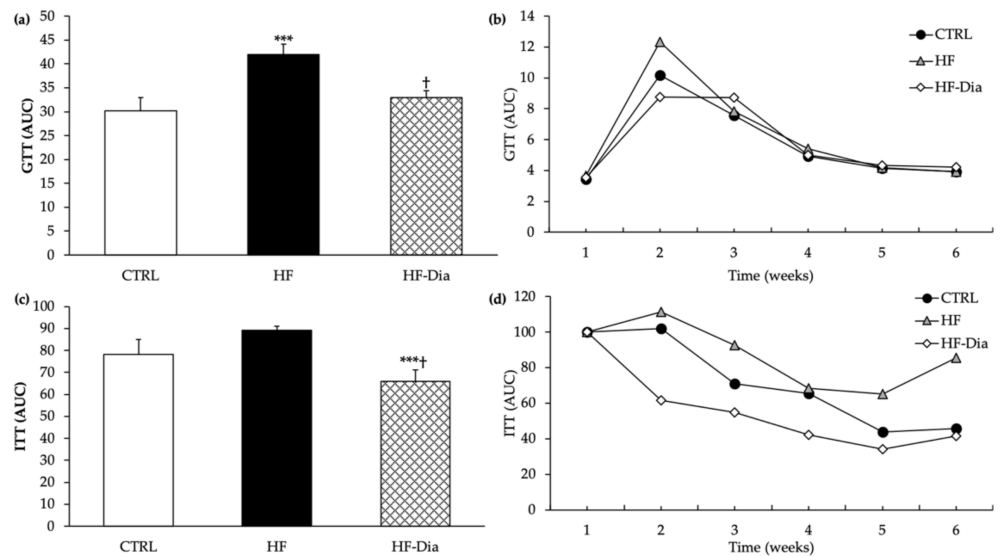 (a)
50
45
40
35
30
25
20
15
10
5
0
GTT (AUC)
***
†
CTRL
HF
HF-Dia
(b)
14
12
10
8
6
4
2
0
GTT (AUC)
CTRL
HF
HF-Dia
1 2 3 4 5 6
Time (weeks)
(c)
100
90
80
70
60
50
40
30
20
10
0
ITT (AUC)
***†
CTRL
HF
HF-Dia
(d)
120
100
80
60
40
20
0
ITT (AUC)
CTRL
HF
HF-Dia
1 2 3 4 5 6
Time (weeks)